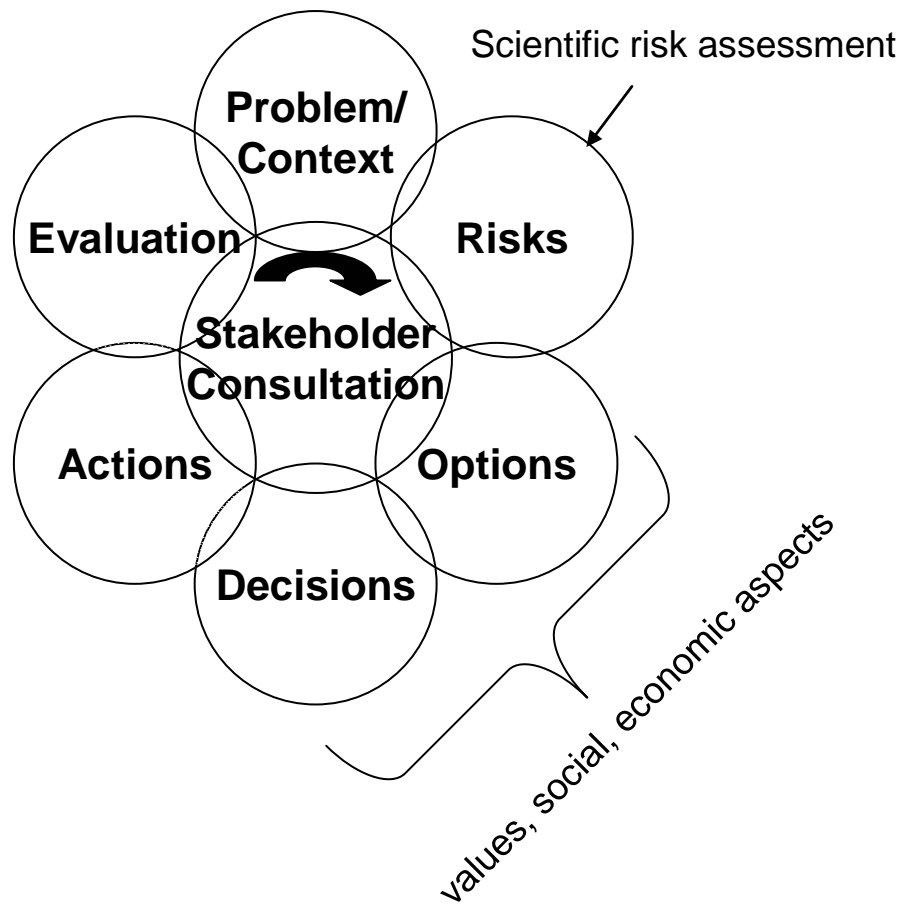 Scientific risk assessment
Problem/
Context
Evaluation
Risks
Stakeholder
Consultation
Actions
Options
Decisions
values, social, economic aspects